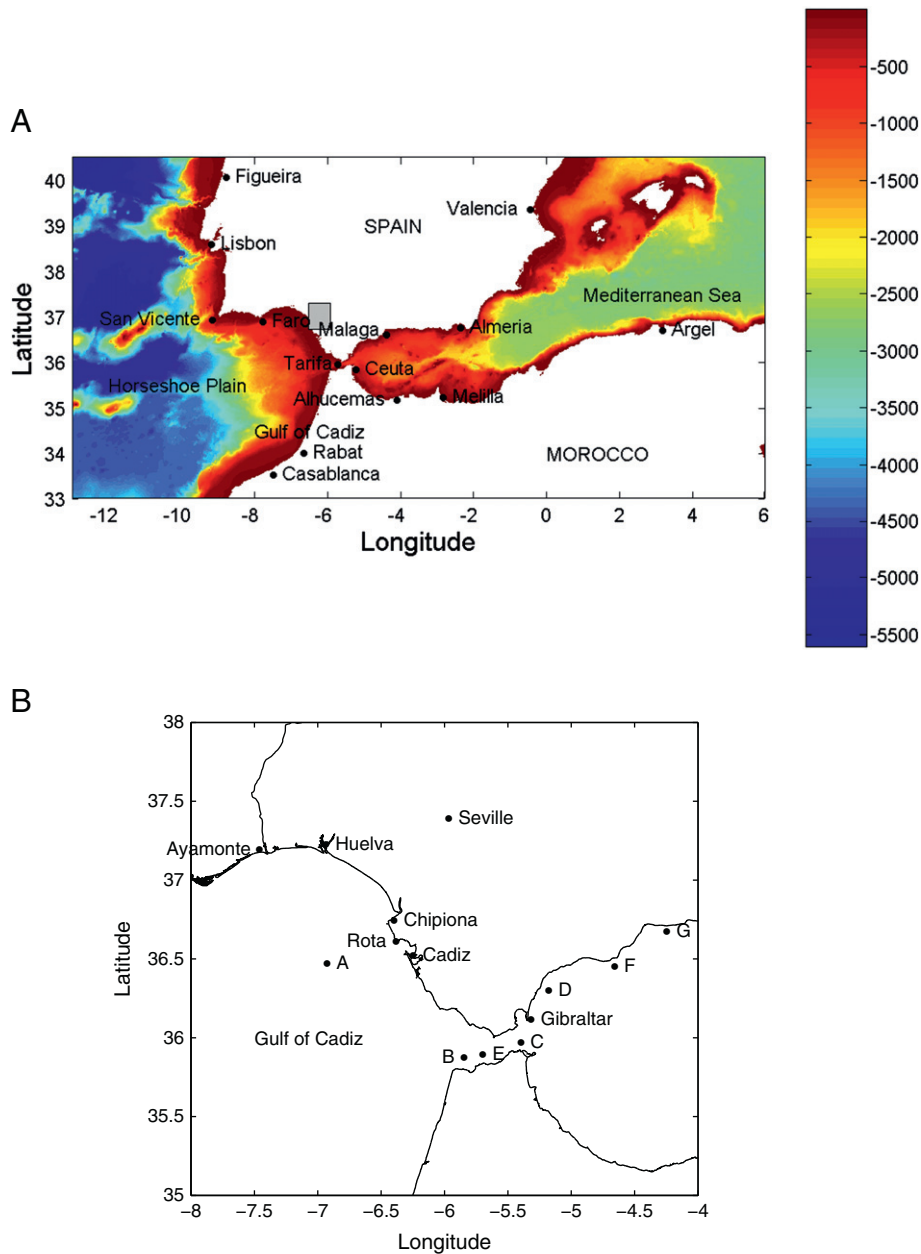 A
40
39
38
37
36
35
34
33
Latitude
Figueira
Valencia
SPAIN
Lisbon
Mediterranean Sea
San Vicente
Faro
Malaga
Almeria
Argel
Tarifa
Ceuta
Horseshoe Plain
Alhucemas
Melilla
Gulf of Cadiz
Rabat
MOROCCO
Casablanca
-12 -10 -8 -6 -4 -2 0 2 4 6
Longitude
-500
-1000
-1500
-2000
-2500
-3000
-3500
-4000
-4500
-5000
-5500
B
38
37.5
37
36.5
36
35.5
35
Latitude
Seville
Ayamonte
Huelva
Chipiona
Rota
Cadiz
A
G
F
D
Gulf of Cadiz
Gibraltar
C
B
E
−8 −7.5 −7 −6.5 −6 −5.5 −5 −4.5 −4
Longitude